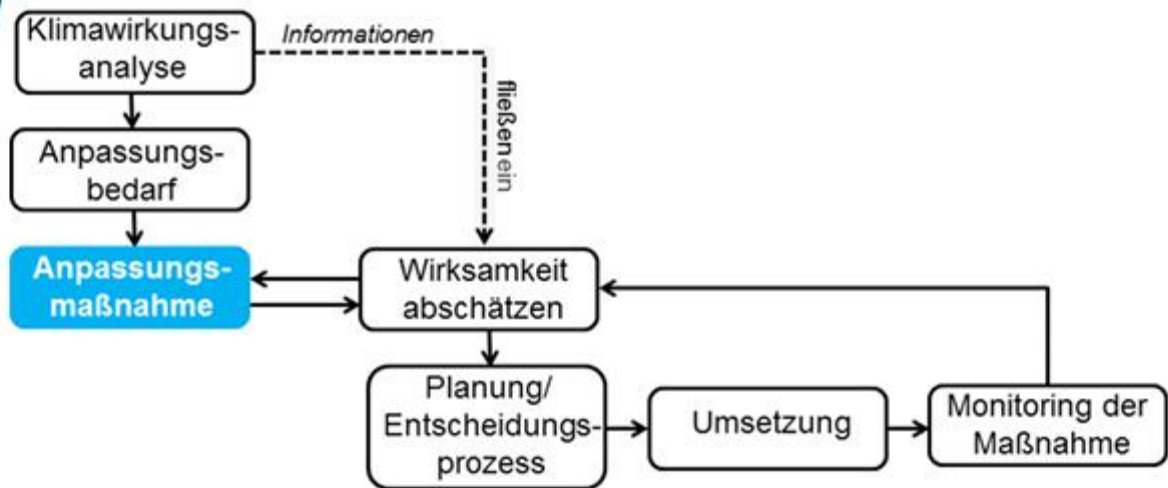 Klimawirkungs-
analyse
Informationen
fließen ein
Anpassungs-
bedarf
Anpassungs-
maßnahme
Wirksamkeit
abschätzen
Planung/
Entscheidungs-
prozess
Umsetzung
Monitoring der
Maßnahme